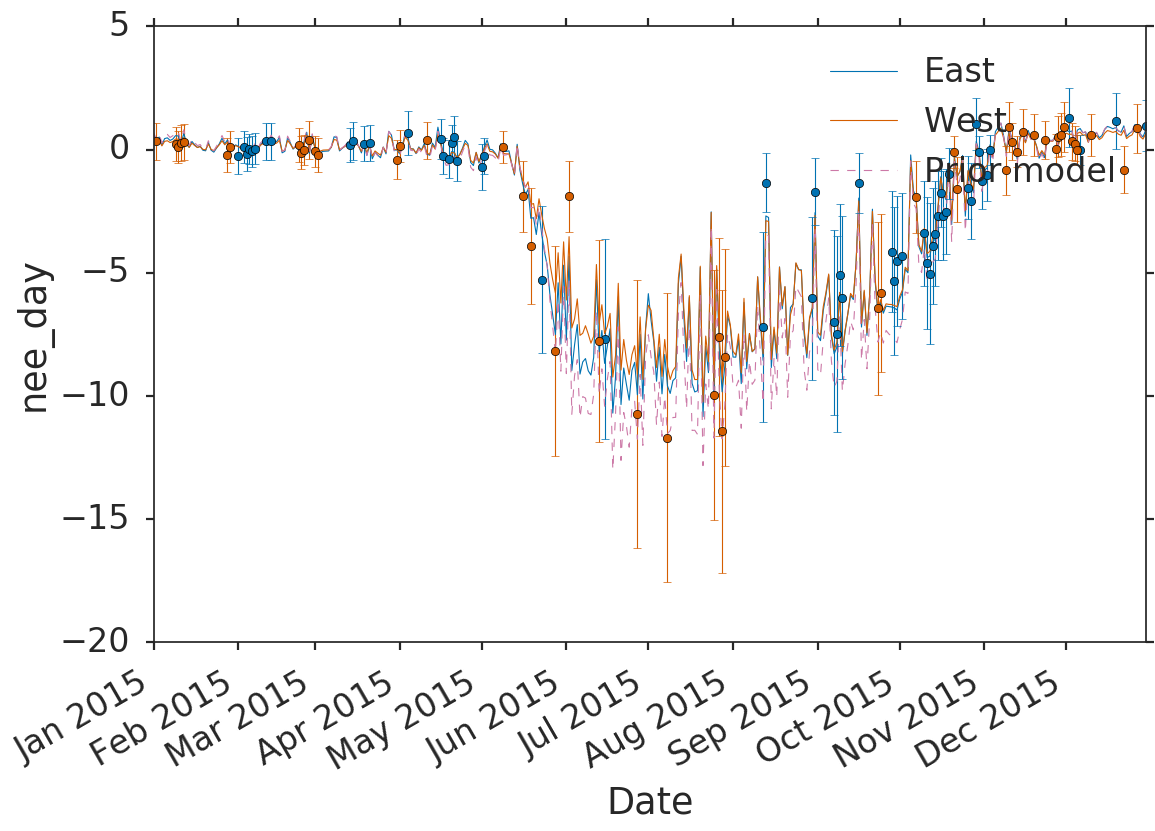 5
0
−5
−10
−15
−20
nee_day
East
West
Prior model
Jan 2015
Feb 2015
Mar 2015
Apr 2015
May 2015
Jun 2015
Jul 2015
Aug 2015
Sep 2015
Oct 2015
Nov 2015
Dec 2015
Date